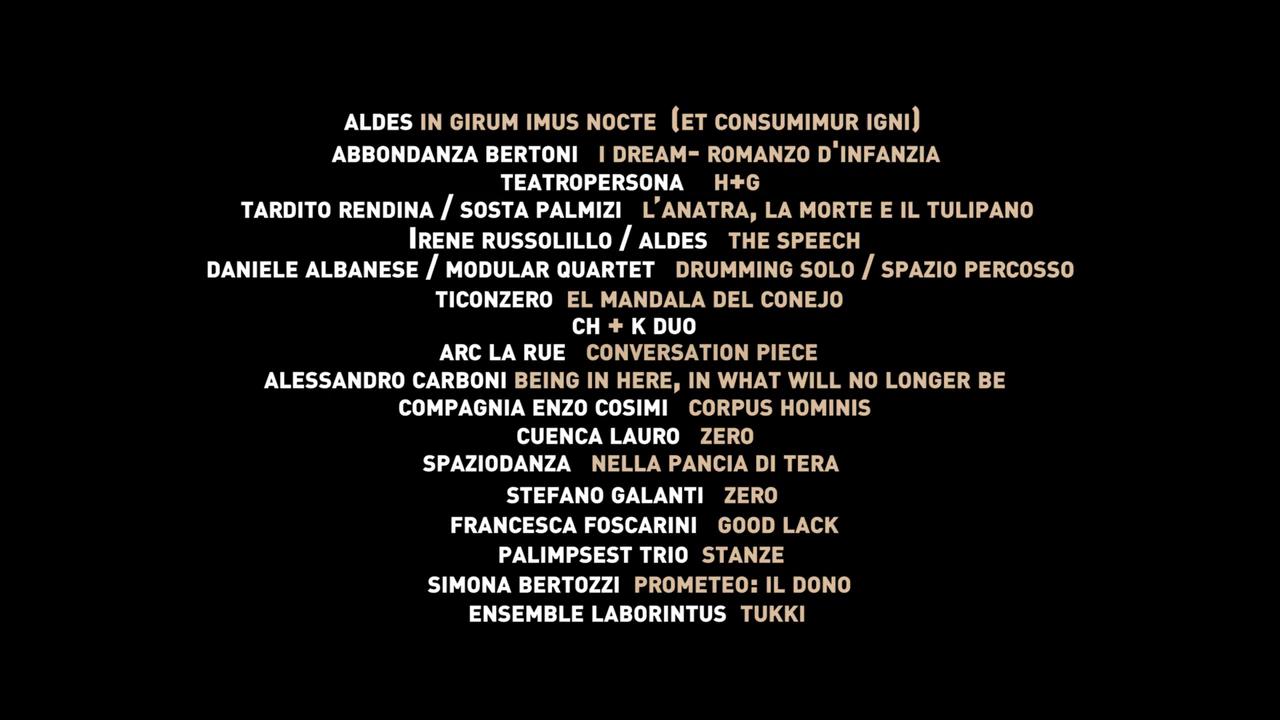 ALDES IN GIRUM IMUS NOCTE (ET CONSUMIMUR IGNI)
ABBONDANZA BERTONI I DREAM- ROMANZO D'INFANZIA
TEATROPERSONA H+G
TARDITO RENDINA / SOSTA PALMIZI L'ANATRA, LA MORTE E IL TULIPANO
IRENE RUSSOLILLO / ALDES THE SPEECH
DANIELE ALBANESE / MODULAR QUARTET DRUMMING SOLO / SPAZIO PERCOSSO
TICONZERO EL MANDALA DEL CONEJO
CH + K DUO
ARC LA RUE CONVERSATION PIECE
ALESSANDRO CARBONI BEING IN HERE, IN WHAT WILL NO LONGER BE
COMPAGNIA ENZO COSIMI CORPUS HOMINIS
CUENCA LAURO ZERO
SPAZIODANZA NELLA PANCIA DI TERA
STEFANO GALANTI ZERO
FRANCESCA FOSCARINI GOOD LACK
PALIMPSEST TRIO STANZE
SIMONA BERTOZZI PROMETEO: IL DONO
ENSEMBLE LABORINTUS TUKKI